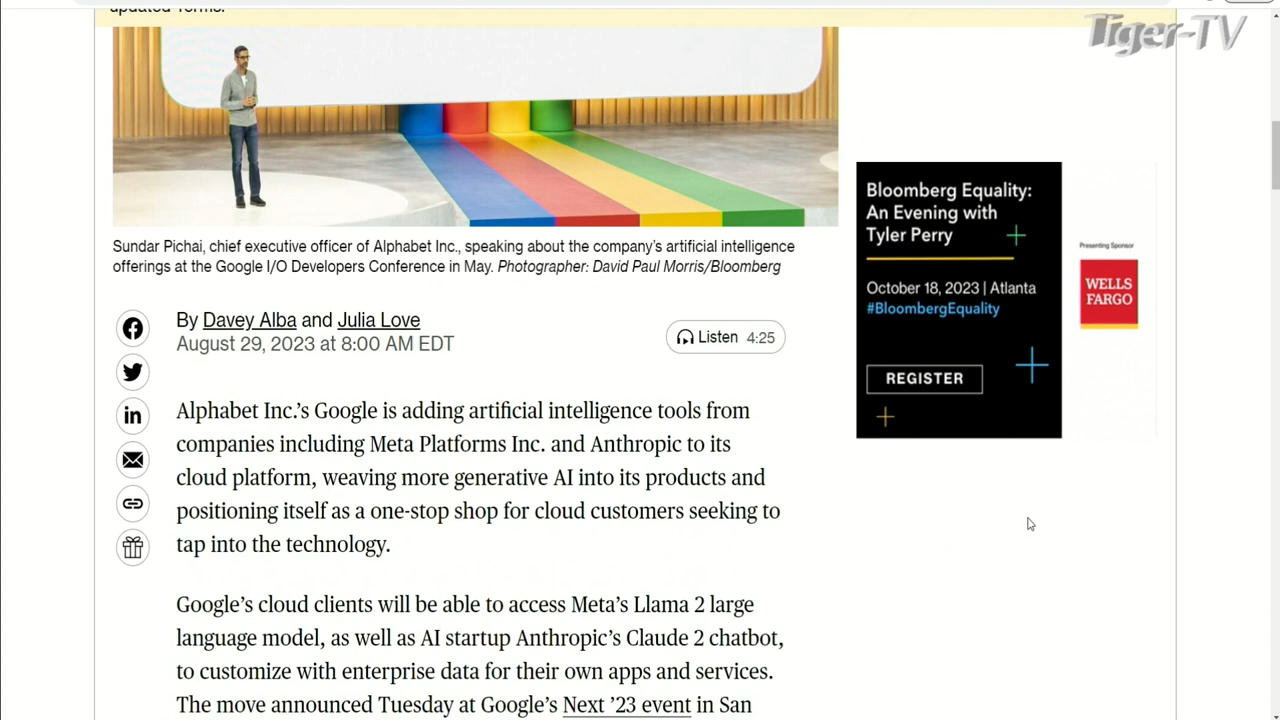 updated Terms.
Tiger-TV
Sundar Pichai, chief executive officer of Alphabet Inc., speaking about the company's artificial intelligence
offerings at the Google I/O Developers Conference in May. Photographer: David Paul Morris/Bloomberg
By Davey Alba and Julia Love
August 29, 2023 at 8:00 AM EDT
Listen 4:25
Alphabet Inc.'s Google is adding artificial intelligence tools from
companies including Meta Platforms Inc. and Anthropic to its
cloud platform, weaving more generative AI into its products and
positioning itself as a one-stop shop for cloud customers seeking to
tap into the technology.
Google's cloud clients will be able to access Meta's Llama 2 large
language model, as well as AI startup Anthropic's Claude 2 chatbot,
to customize with enterprise data for their own apps and services.
The move announced Tuesday at Google's Next '23 event in San
Bloomberg Equality:
An Evening with
Tyler Perry
October 18, 2023 | Atlanta
#BloombergEquality
REGISTER
Presenting Sponsor
WELLS
FARGO